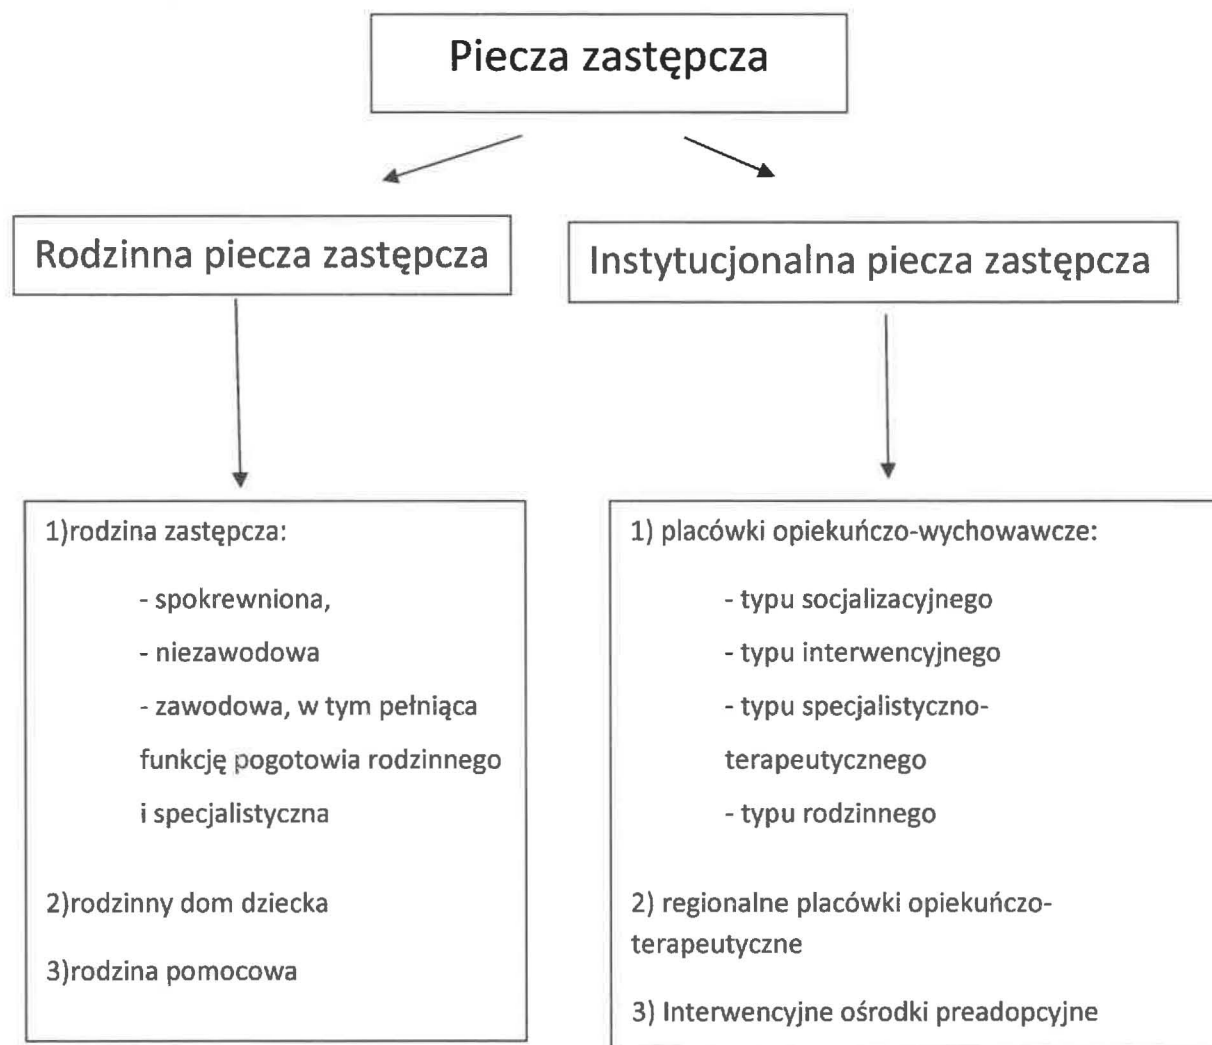 Piecza zastępcza
Rodzinna piecza zastępcza
Instytucjonalna piecza zastępcza
1)rodzina zastępcza:
- spokrewniona,
- niezawodowa
- zawodowa, w tym pełniąca
funkcję pogotowia rodzinnego
i specjalistyczna
2)rodzinny dom dziecka
3)rodzina pomocowa
1) placówki opiekuńczo-wychowawcze:
- typu socjalizacyjnego
- typu interwencyjnego
- typu specjalistyczno-
terapeutycznego
- typu rodzinnego
2) regionalne placówki opiekuńczo-
terapeutyczne
3) Interwencyjne ośrodki preadopcyjne